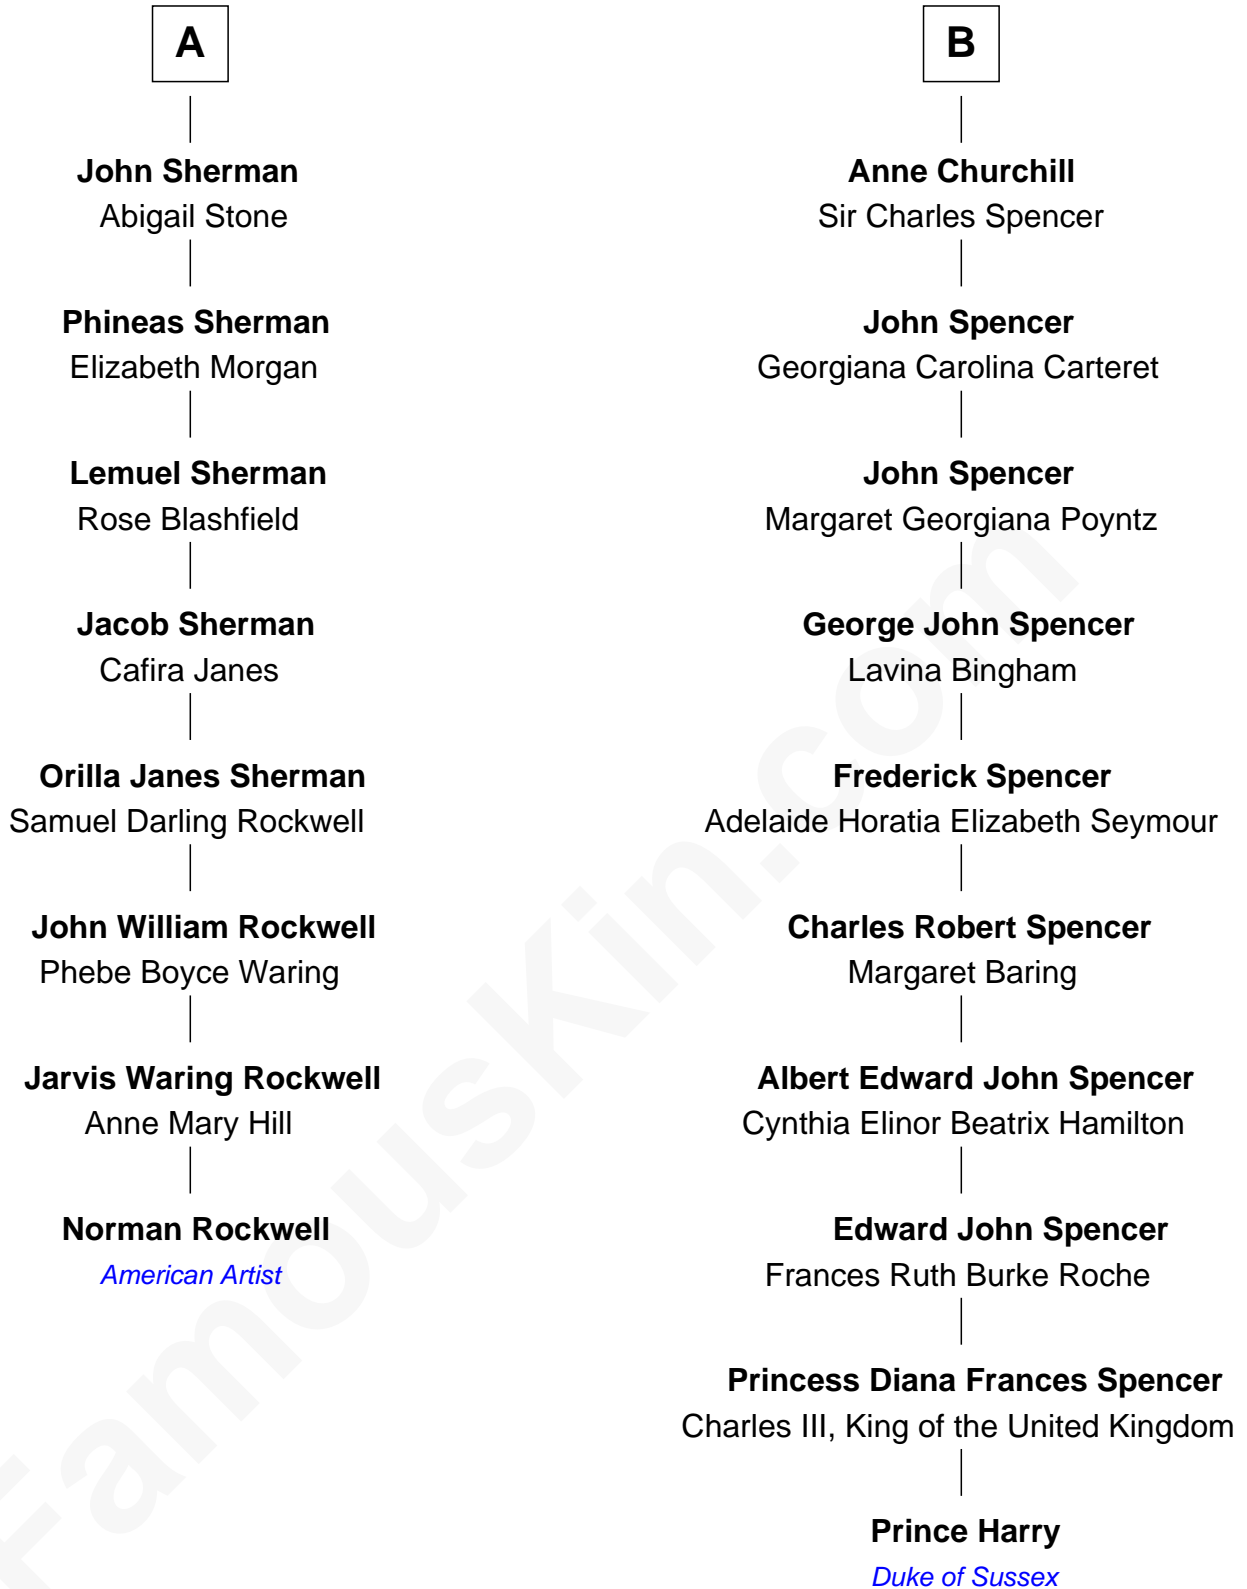 A
John Sherman
Abigail Stone
Phineas Sherman
Elizabeth Morgan
Lemuel Sherman
Rose Blashfield
Jacob Sherman
Cafira Janes
Orilla Janes Sherman
Samuel Darling Rockwell
John William Rockwell
Phebe Boyce Waring
Jarvis Waring Rockwell
Anne Mary Hill
Norman Rockwell
American Artist
B
Anne Churchill
Sir Charles Spencer
John Spencer
Georgiana Carolina Carteret
John Spencer
Margaret Georgiana Poyntz
George John Spencer
Lavina Bingham
Frederick Spencer
Adelaide Horatia Elizabeth Seymour
Charles Robert Spencer
Margaret Baring
Albert Edward John Spencer
Cynthia Elinor Beatrix Hamilton
Edward John Spencer
Frances Ruth Burke Roche
Princess Diana Frances Spencer
Charles III, King of the United Kingdom
Prince Harry
Duke of Sussex
FamousKin.com